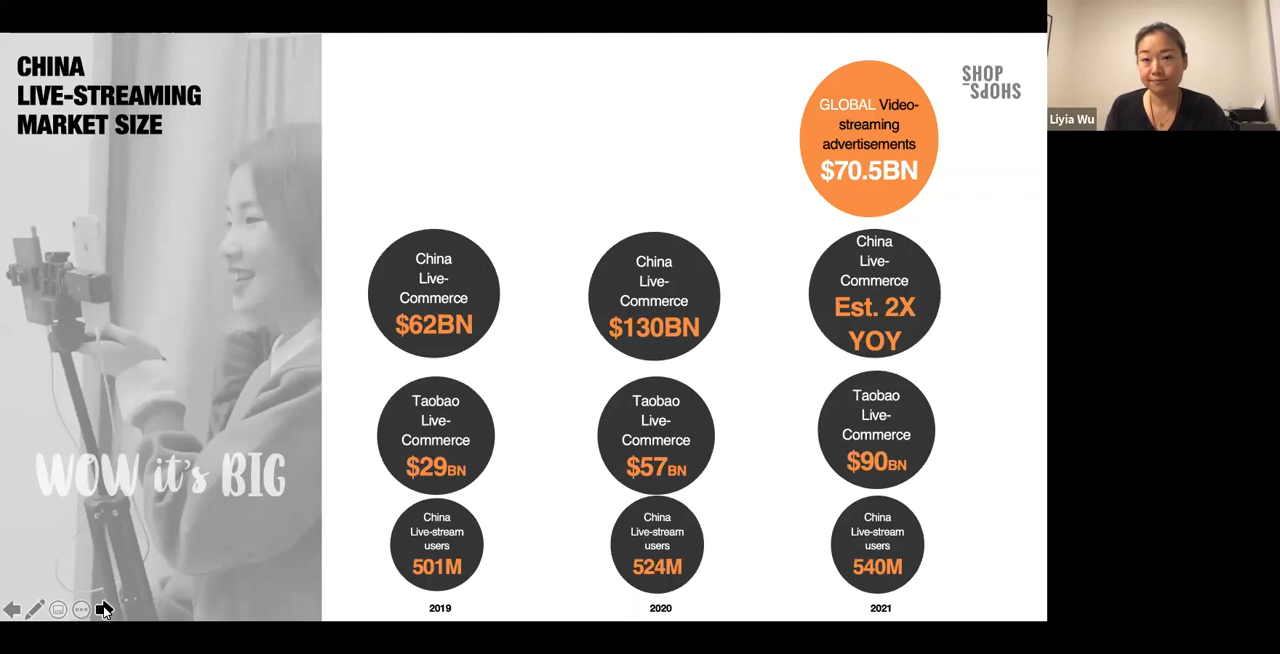 CHINA
LIVE-STREAMING
MARKET SIZE
WOW it's BIG
GLOBAL Video-
streaming
advertisements
$70.5BN
SHOP
SHOPS
Liyia Wu
China
Live-
Commerce
$62BN
China
Live-
Commerce
$130BN
China
Live-
Commerce
Est. 2X
YOY
Taobao
Live-
Commerce
$29BN
Taobao
Live-
Commerce
$57BN
Taobao
Live-
Commerce
$90BN
China
Live-stream
users
501M
China
Live-stream
users
524M
China
Live-stream
users
540M
2019
2020
2021